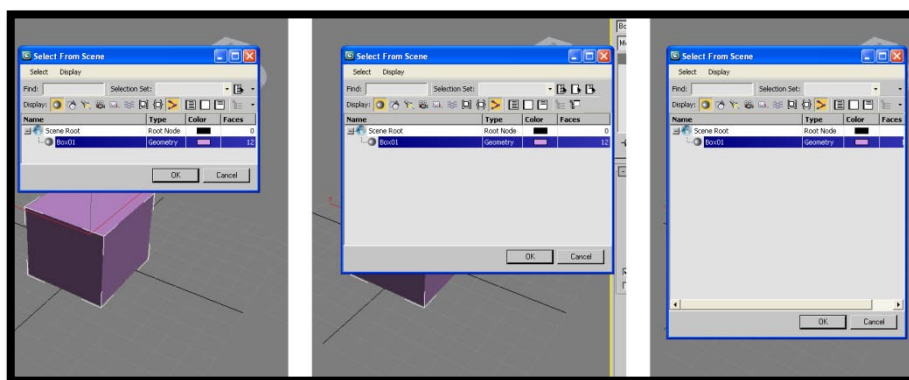 Select From Scene
Select Display
Find: Selection Set:
Display:
Name Type Color Faces
Scene Root Root Node 0
Box01 Geometry 12
OK Cancel
Select From Scene
Select Display
Find: Selection Set:
Display:
Name Type Color Faces
Scene Root Root Node 0
Box01 Geometry 12
OK Cancel
Select From Scene
Select Display
Find: Selection Set:
Display:
Name Type Color Faces
Scene Root Root Node
Box01 Geometry
OK Cancel